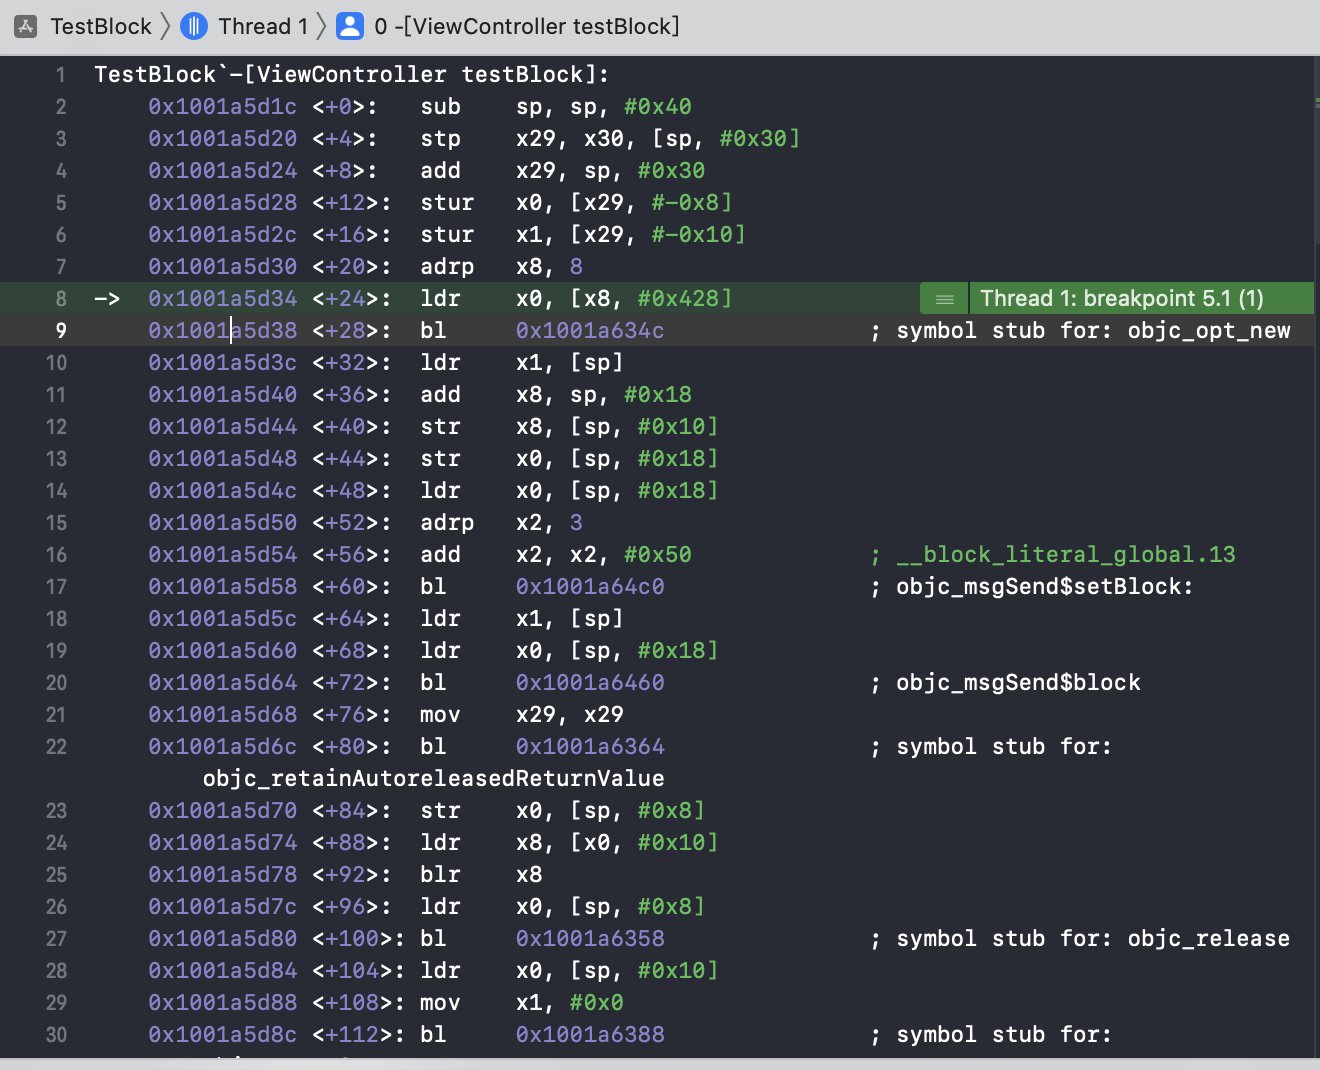 TestBlock 〉 Thread 1 〉 0 -[ViewController testBlock]
1 TestBlock`-[ViewController testBlock]:
2 0x1001a5d1c <+0>: sub sp, sp, #0x40
3 0x1001a5d20 <+4>: stp x29, x30, [sp, #0x30]
4 0x1001a5d24 <+8>: add x29, sp, #0x30
5 0x1001a5d28 <+12>: stur x0, [x29, #-0x8]
6 0x1001a5d2c <+16>: stur x1, [x29, #-0x10]
7 0x1001a5d30 <+20>: adrp x8, 8
8 -> 0x1001a5d34 <+24>: ldr x0, [x8, #0x428] Thread 1: breakpoint 5.1 (1)
9 0x1001a5d38 <+28>: bl 0x1001a634c ; symbol stub for: objc_opt_new
10 0x1001a5d3c <+32>: ldr x1, [sp]
11 0x1001a5d40 <+36>: add x8, sp, #0x18
12 0x1001a5d44 <+40>: str x8, [sp, #0x10]
13 0x1001a5d48 <+44>: str x0, [sp, #0x18]
14 0x1001a5d4c <+48>: ldr x0, [sp, #0x18]
15 0x1001a5d50 <+52>: adrp x2, 3
16 0x1001a5d54 <+56>: add x2, x2, #0x50 ; __block_literal_global.13
17 0x1001a5d58 <+60>: bl 0x1001a64c0 ; objc_msgSend$setBlock:
18 0x1001a5d5c <+64>: ldr x1, [sp]
19 0x1001a5d60 <+68>: ldr x0, [sp, #0x18]
20 0x1001a5d64 <+72>: bl 0x1001a6460 ; objc_msgSend$block
21 0x1001a5d68 <+76>: mov x29, x29
22 0x1001a5d6c <+80>: bl 0x1001a6364 ; symbol stub for:
objc_retainAutoreleasedReturnValue
23 0x1001a5d70 <+84>: str x0, [sp, #0x8]
24 0x1001a5d74 <+88>: ldr x8, [x0, #0x10]
25 0x1001a5d78 <+92>: blr x8
26 0x1001a5d7c <+96>: ldr x0, [sp, #0x8]
27 0x1001a5d80 <+100>: bl 0x1001a6358 ; symbol stub for: objc_release
28 0x1001a5d84 <+104>: ldr x0, [sp, #0x10]
29 0x1001a5d88 <+108>: mov x1, #0x0
30 0x1001a5d8c <+112>: bl 0x1001a6388 ; symbol stub for: